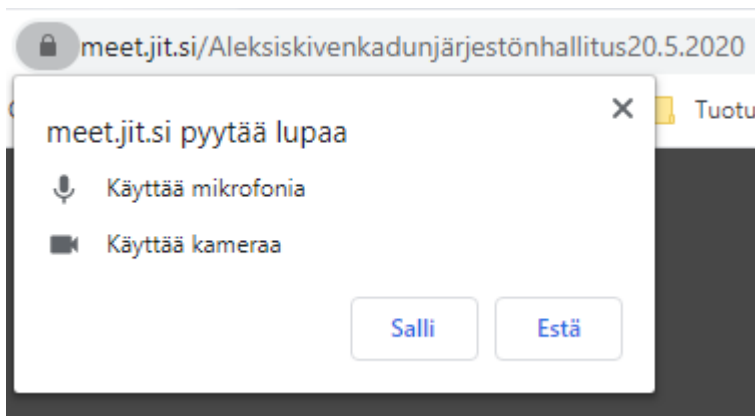 meet.jit.si/Aleksiskivenkadunjärjestönhallitus20.5.2020
Tuotu
meet.jit.si pyytää lupaa
Käyttää mikrofonia
Käyttää kameraa
Salli
Estä